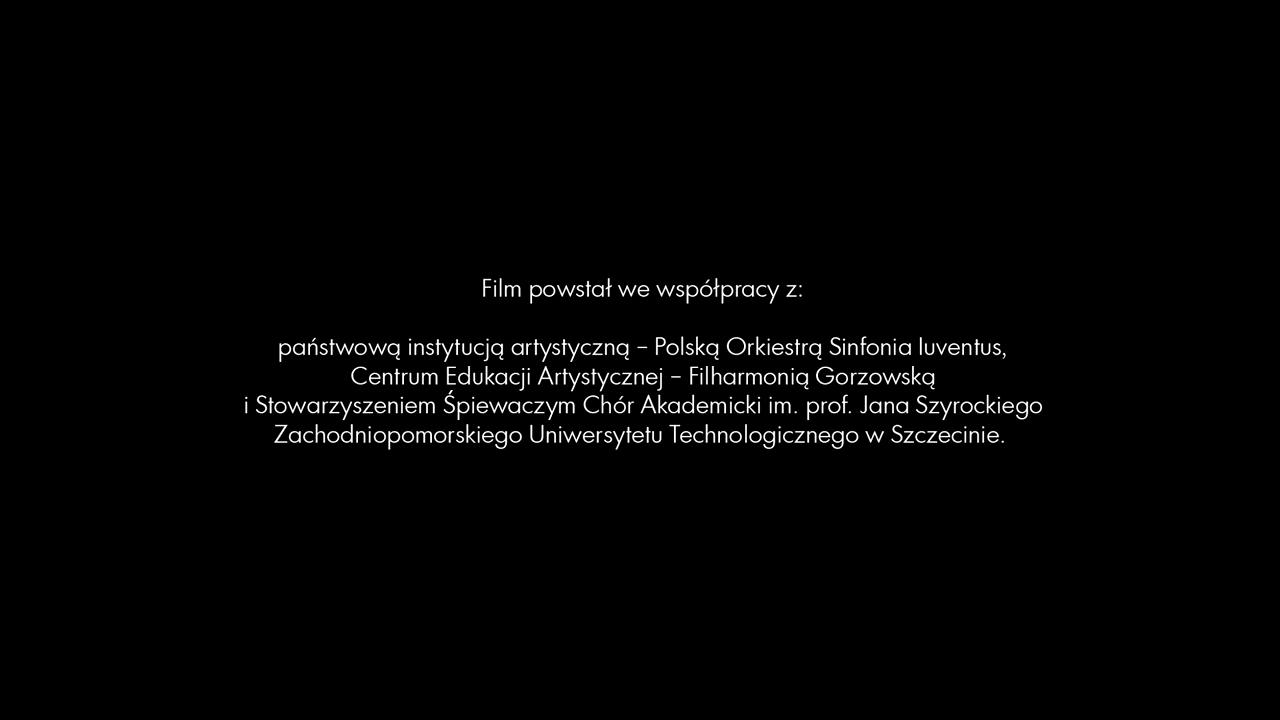 Film powstał we współpracy z:
państwową instytucją artystyczną – Polską Orkiestrą Sinfonia Iuventus,
Centrum Edukacji Artystycznej – Filharmonią Gorzowską
i Stowarzyszeniem Śpiewaczym Chór Akademicki im. prof. Jana Szyrockiego
Zachodniopomorskiego Uniwersytetu Technologicznego w Szczecinie.